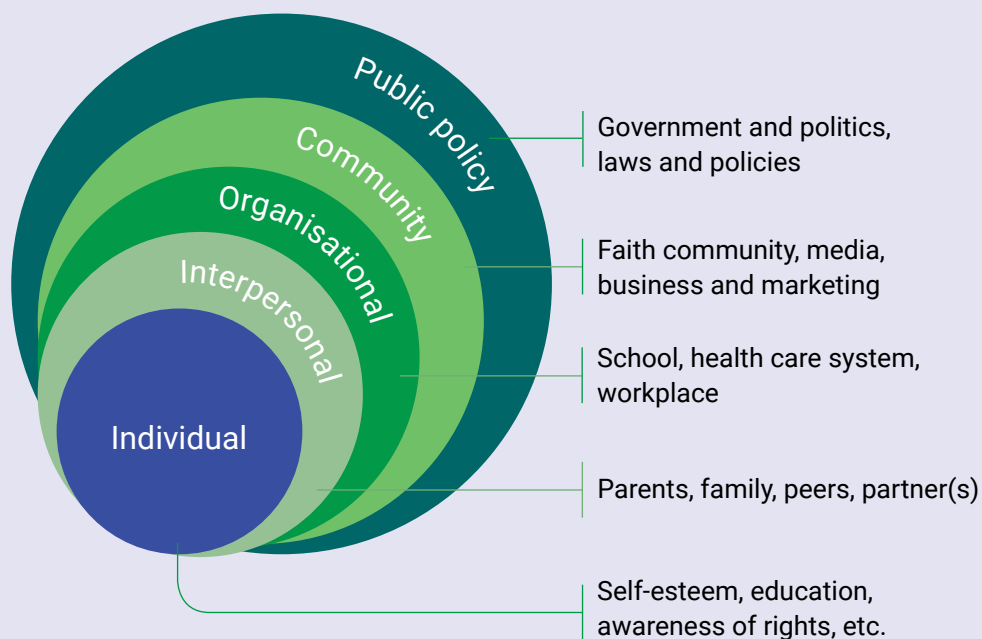 Public policy
Community
Organisational
Interpersonal
Individual
Government and politics,
laws and policies
Faith community, media,
business and marketing
School, health care system,
workplace
Parents, family, peers, partner(s)
Self-esteem, education,
awareness of rights, etc.